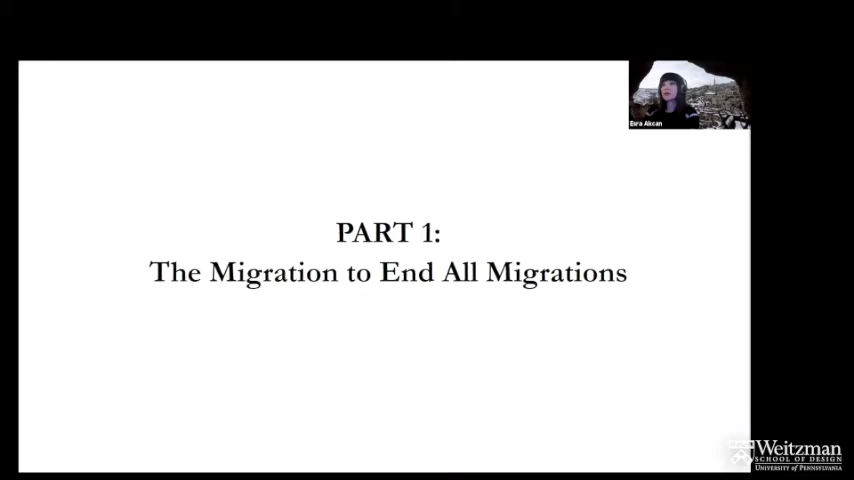 Esra Akcan
PART 1:
The Migration to End All Migrations
Weitzman
SCHOOL OF DESIGN
UNIVERSITY OF PENNSYLVANIA